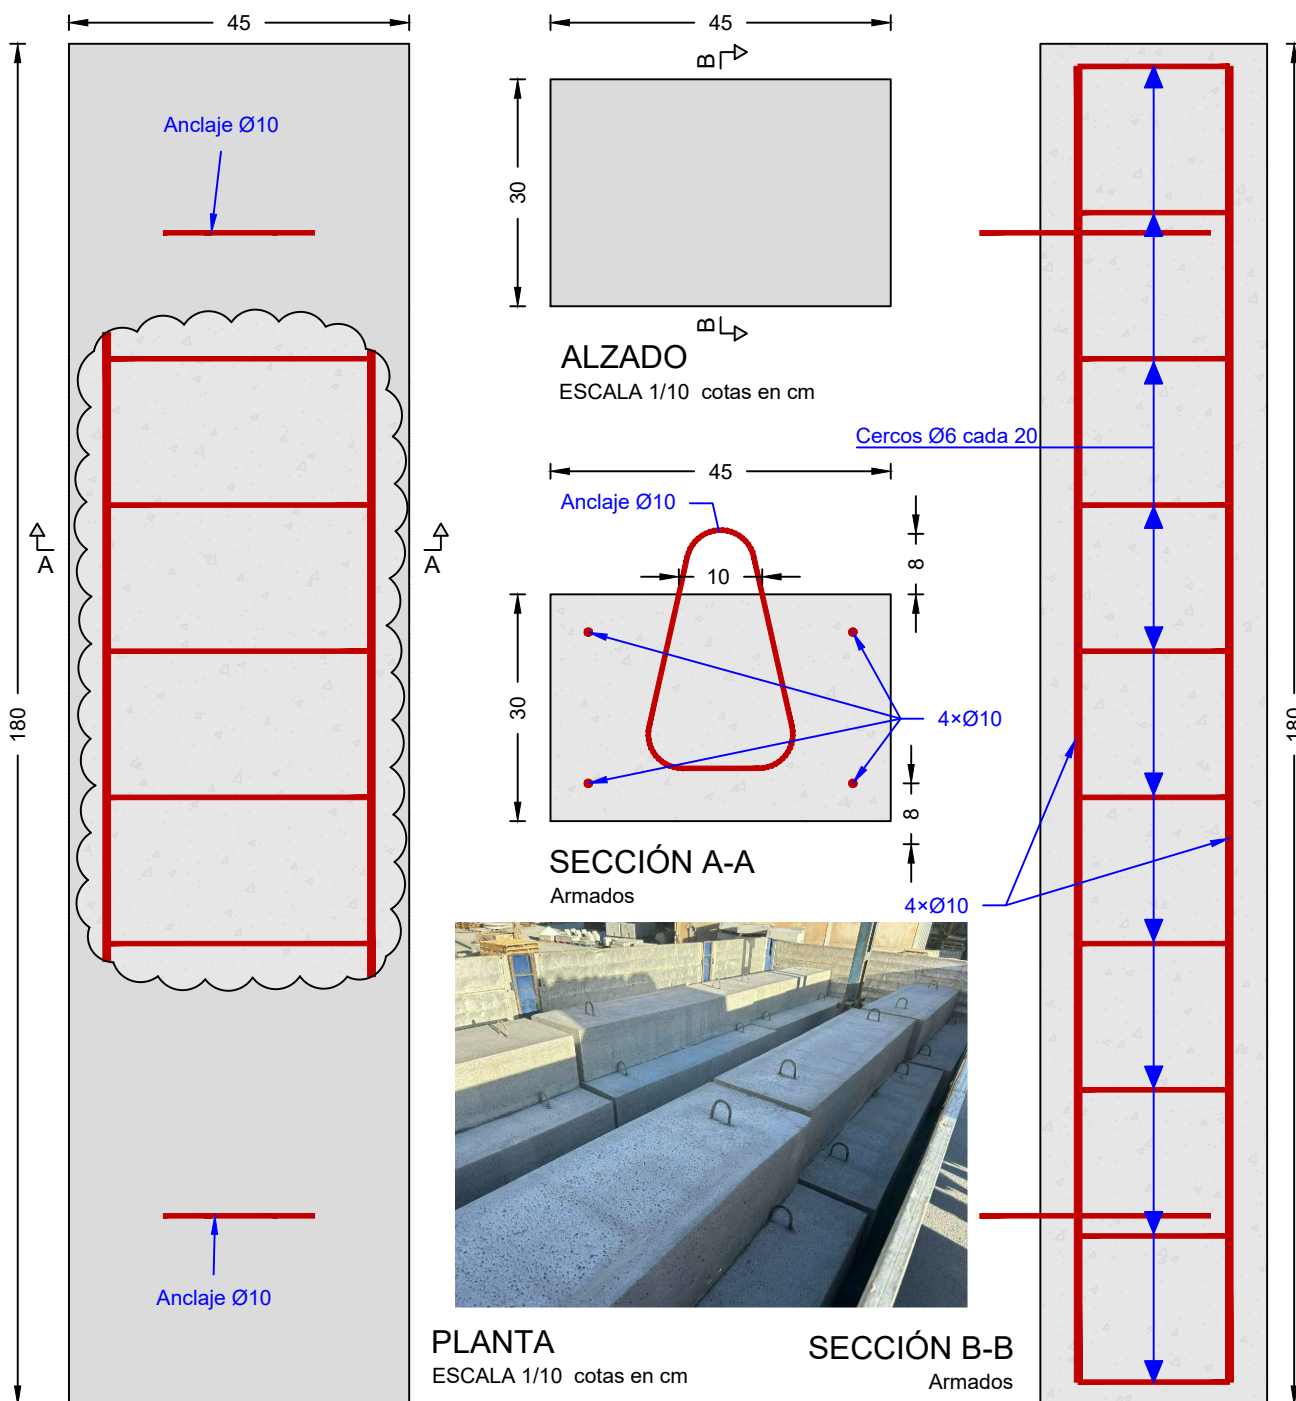 45
180
Anclaje Ø10
A
A
Anclaje Ø10
PLANTA
ESCALA 1/10 cotas en cm
45
B
30
B
ALZADO
ESCALA 1/10 cotas en cm
45
Anclaje Ø10
10
8
30
4×Ø10
8
SECCIÓN A-A
Armados
Cercos Ø6 cada 20
4×Ø10
180
SECCIÓN B-B
Armados